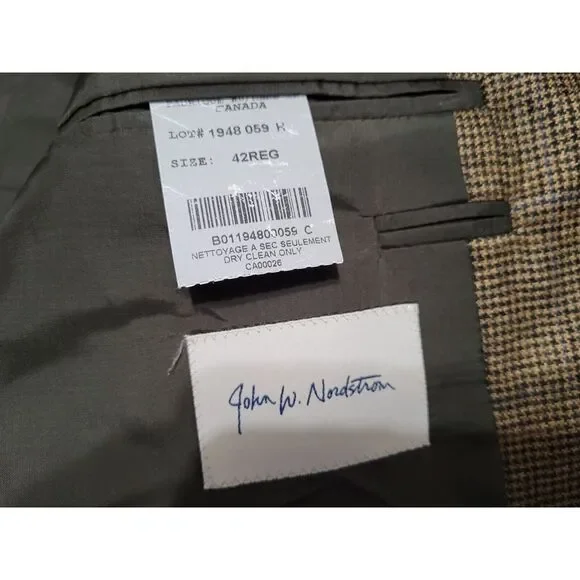 CANADA
LOT# 1948 059 H
SIZE: 42REG
B01194800059 C
NETTOYAGE A SEC SEULEMENT
DRY CLEAN ONLY
CA00026
John W. Nordstrom